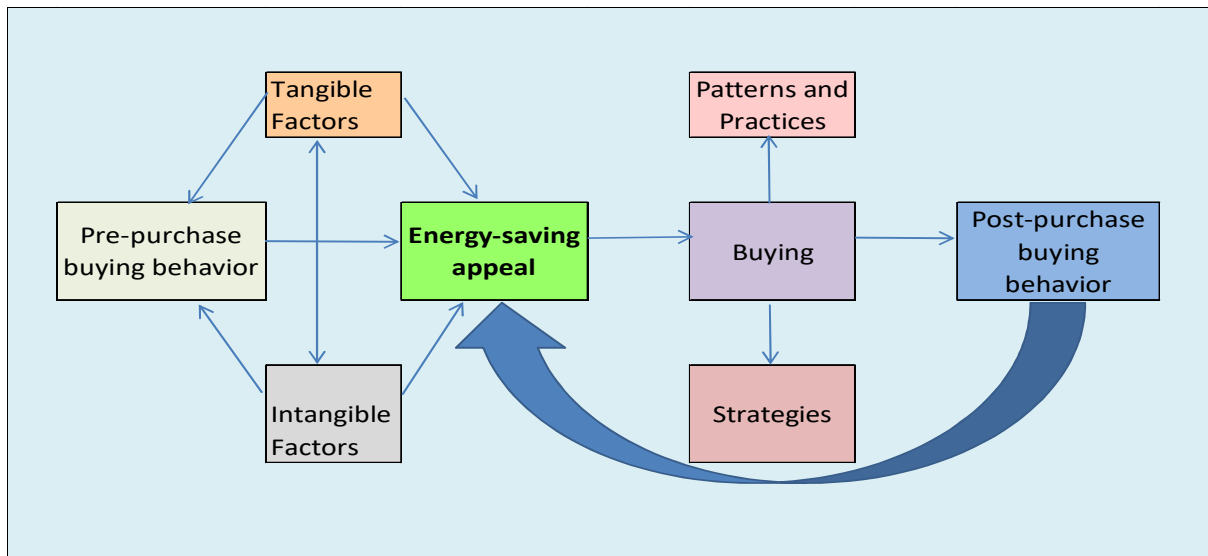 Tangible
Factors
Patterns and
Practices
Pre-purchase
buying behavior
Energy-saving
appeal
Buying
Post-purchase
buying
behavior
Intangible
Factors
Strategies